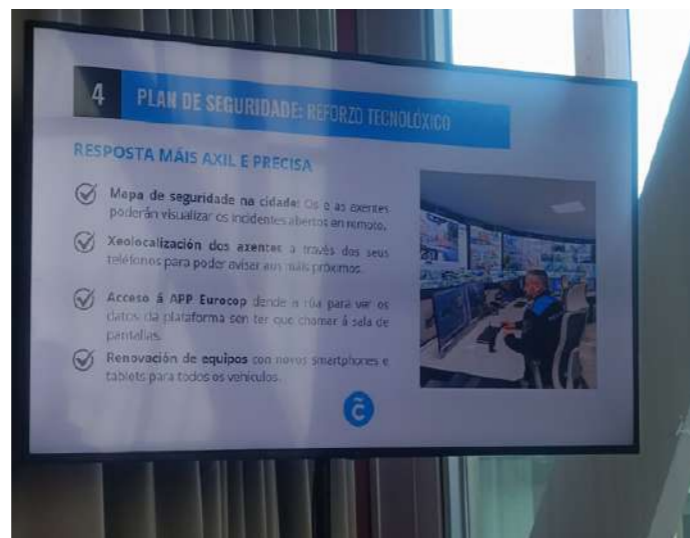 4 PLAN DE SEGURIDADE: REFORZO TECNOLÓXICO
RESPOSTA MÁIS AXIL E PRECISA
Mapa de seguridade na cidade: Os e as axentes
poderán visualizar os incidentes abertos en remoto.
Xeolocalización dos axentes a través dos seus
teléfonos para poder avisar aos máis próximos.
Acceso á APP Eurocop dende a rúa para ver os
datos da plataforma sen ter que chamar á sala de
pantallas.
Renovación de equipos con novos smartphones e
tablets para todos os vehículos.